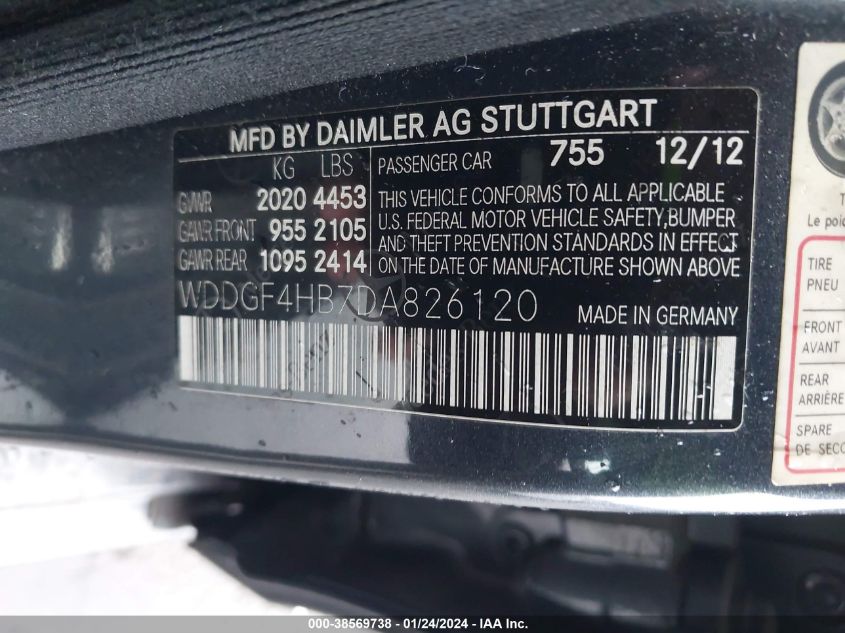 MFD BY DAIMLER AG STUTTGART
KG LBS PASSENGER CAR 755 12/12
GVWR 2020 4453 THIS VEHICLE CONFORMS TO ALL APPLICABLE
GAWR FRONT 955 2105 U.S. FEDERAL MOTOR VEHICLE SAFETY,BUMPER
AND THEFT PREVENTION STANDARDS IN EFFECT
GAWR REAR 1095 2414 ON THE DATE OF MANUFACTURE SHOWN ABOVE
WDDGF4HB7DA826120 MADE IN GERMANY
Le
TIRE
PNEU
FRONT
AVANT
REAR
ARRIÈRE
SPARE
DE
000-38569738 - 01/24/2024 - IAA Inc.